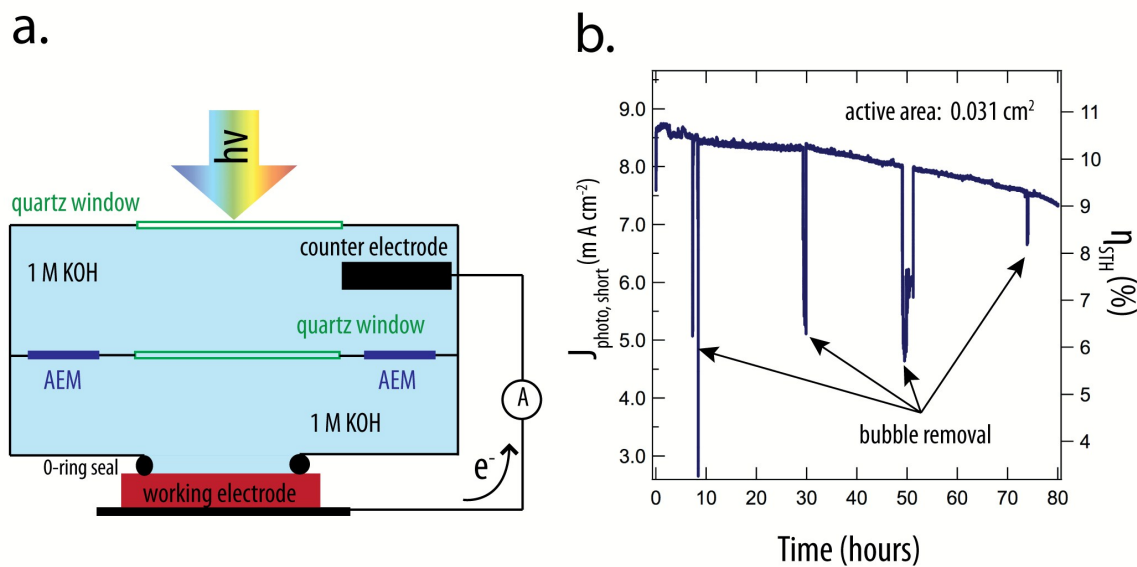 a.
hν
quartz window
counter electrode
1 M KOH
quartz window
AEM
AEM
1 M KOH
A
0-ring seal
e-
working electrode
b.
active area: 0.031 cm²
9.0
8.0
7.0
6.0
5.0
4.0
3.0
J photo, short (m A cm⁻²)
11
10
9
8
7
6
5
4
η STH (%)
bubble removal
0 10 20 30 40 50 60 70 80
Time (hours)